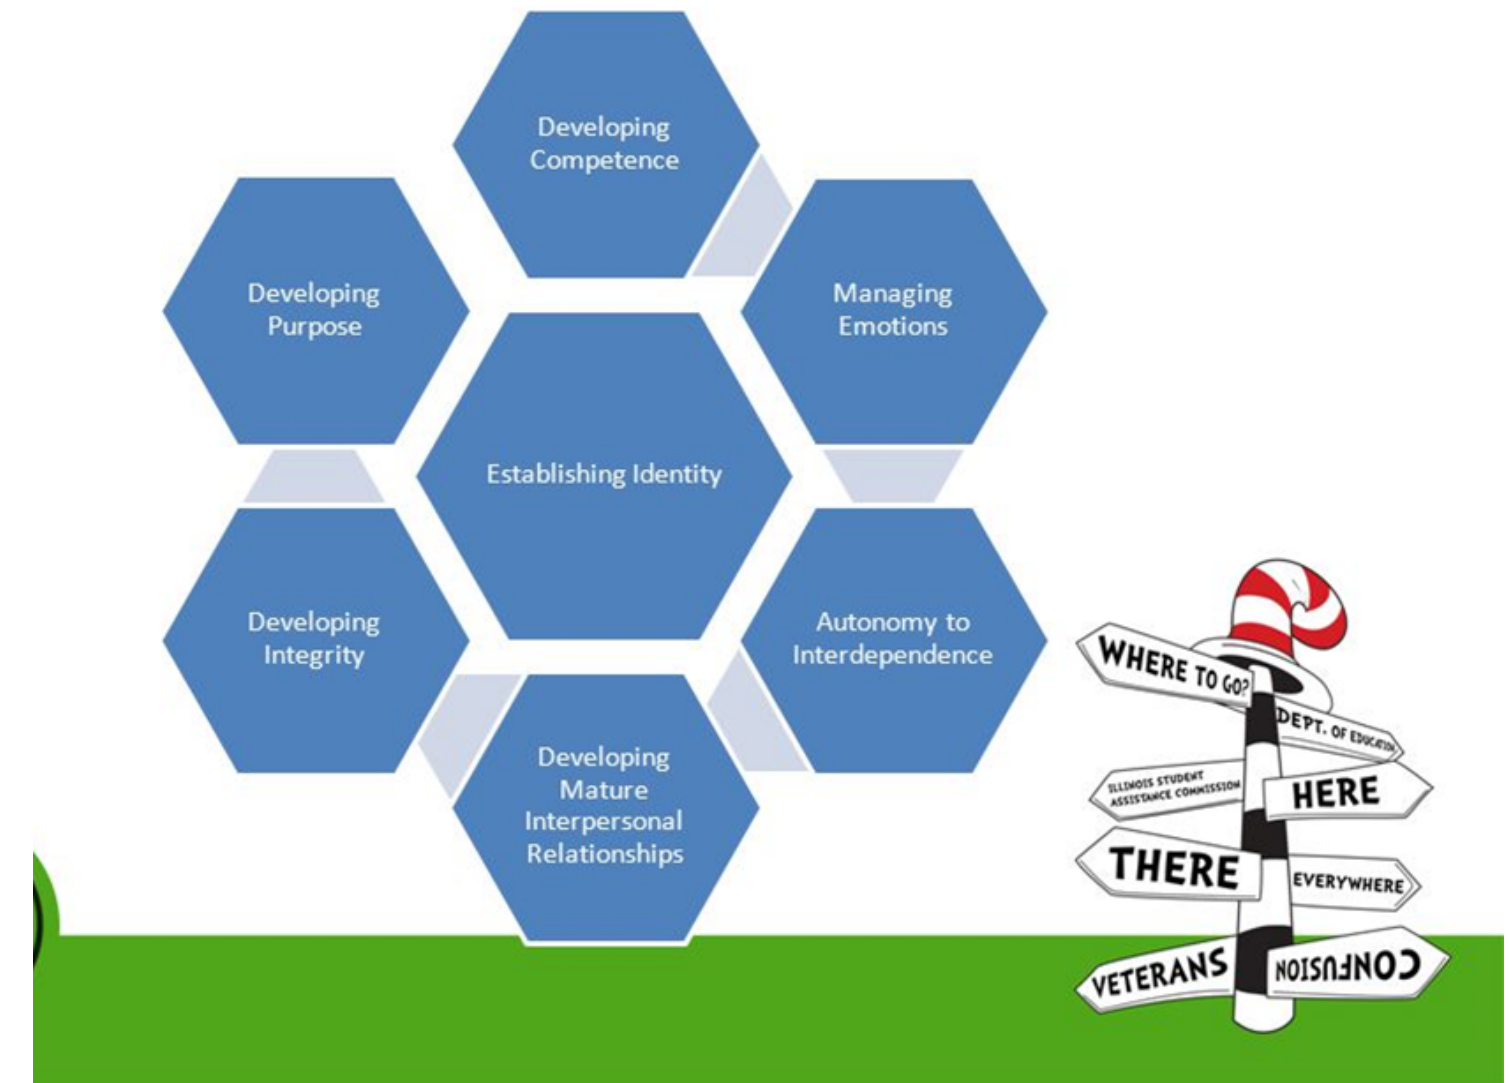 Developing
Competence
Managing
Emotions
Developing
Purpose
Establishing Identity
Autonomy to
Interdependence
Developing
Integrity
Developing
Mature
Interpersonal
Relationships
WHERE TO GO?
DEPT. OF EDUCATION
ILLINOIS STUDENT
ASSISTANCE COMMISSION
HERE
THERE
EVERYWHERE
VETERANS
CONFUSION